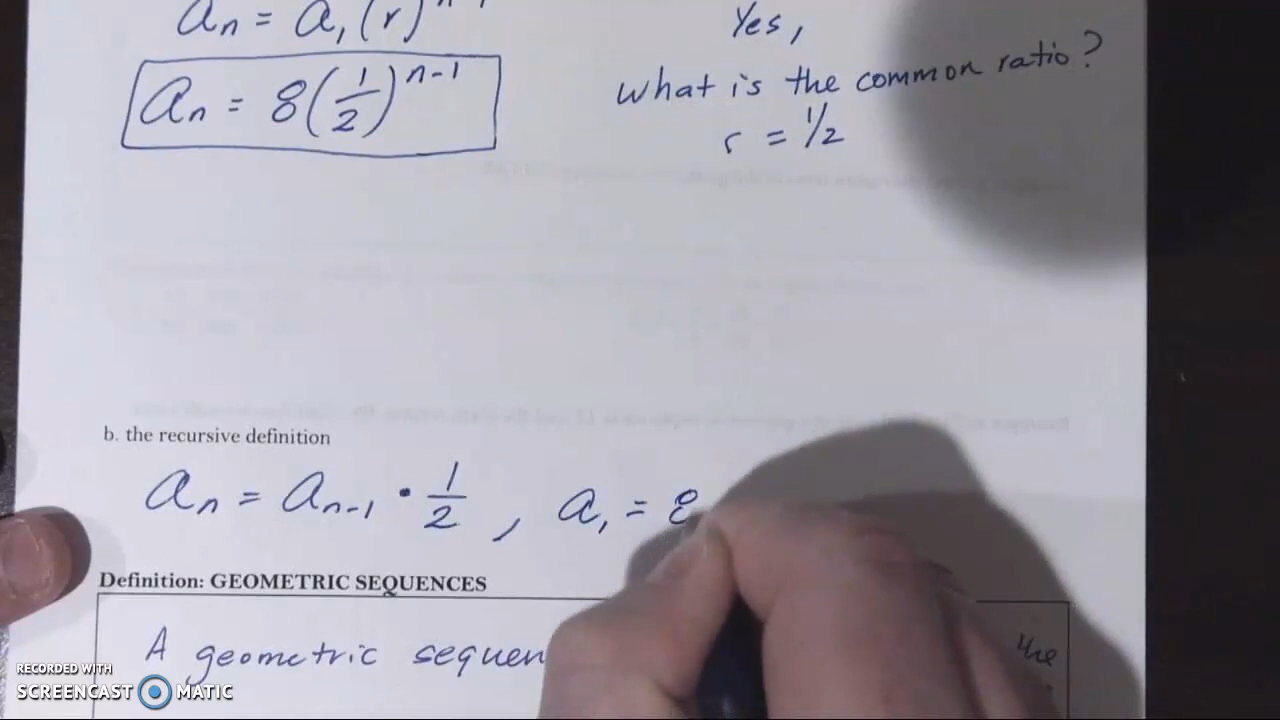 aₙ = a₁(r)ⁿ⁻¹
Yes,
what is the common ratio?
aₙ = 8(1/2)ⁿ⁻¹
r = 1/2
b. the recursive definition
aₙ = aₙ₋₁ · 1/2 , a₁ = 8
Definition: GEOMETRIC SEQUENCES
A geometric sequen the
RECORDED WITH
SCREENCAST MATIC